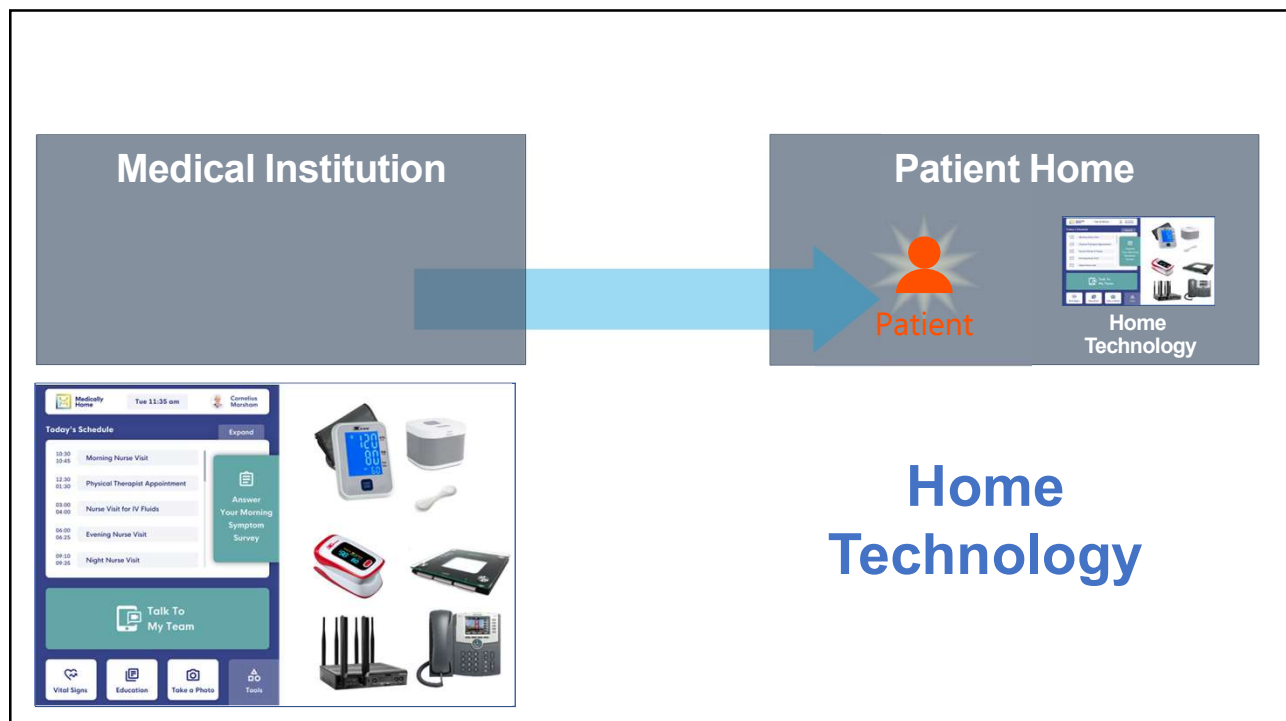 Medical Institution
Patient Home
Patient
Home
Technology
Medically
Home
Tue 11:35 am
Cornelius
Marsham
Today's Schedule
Expand
10:30
10:45
Morning Nurse Visit
12:30
01:30
Physical Therapist Appointment
03:00
04:00
Nurse Visit for IV Fluids
06:00
06:25
Evening Nurse Visit
09:10
09:35
Night Nurse Visit
Answer
Your Morning
Symptom
Survey
Talk To
My Team
Vital Signs
Education
Take a Photo
Tools
120
80
Home
Technology